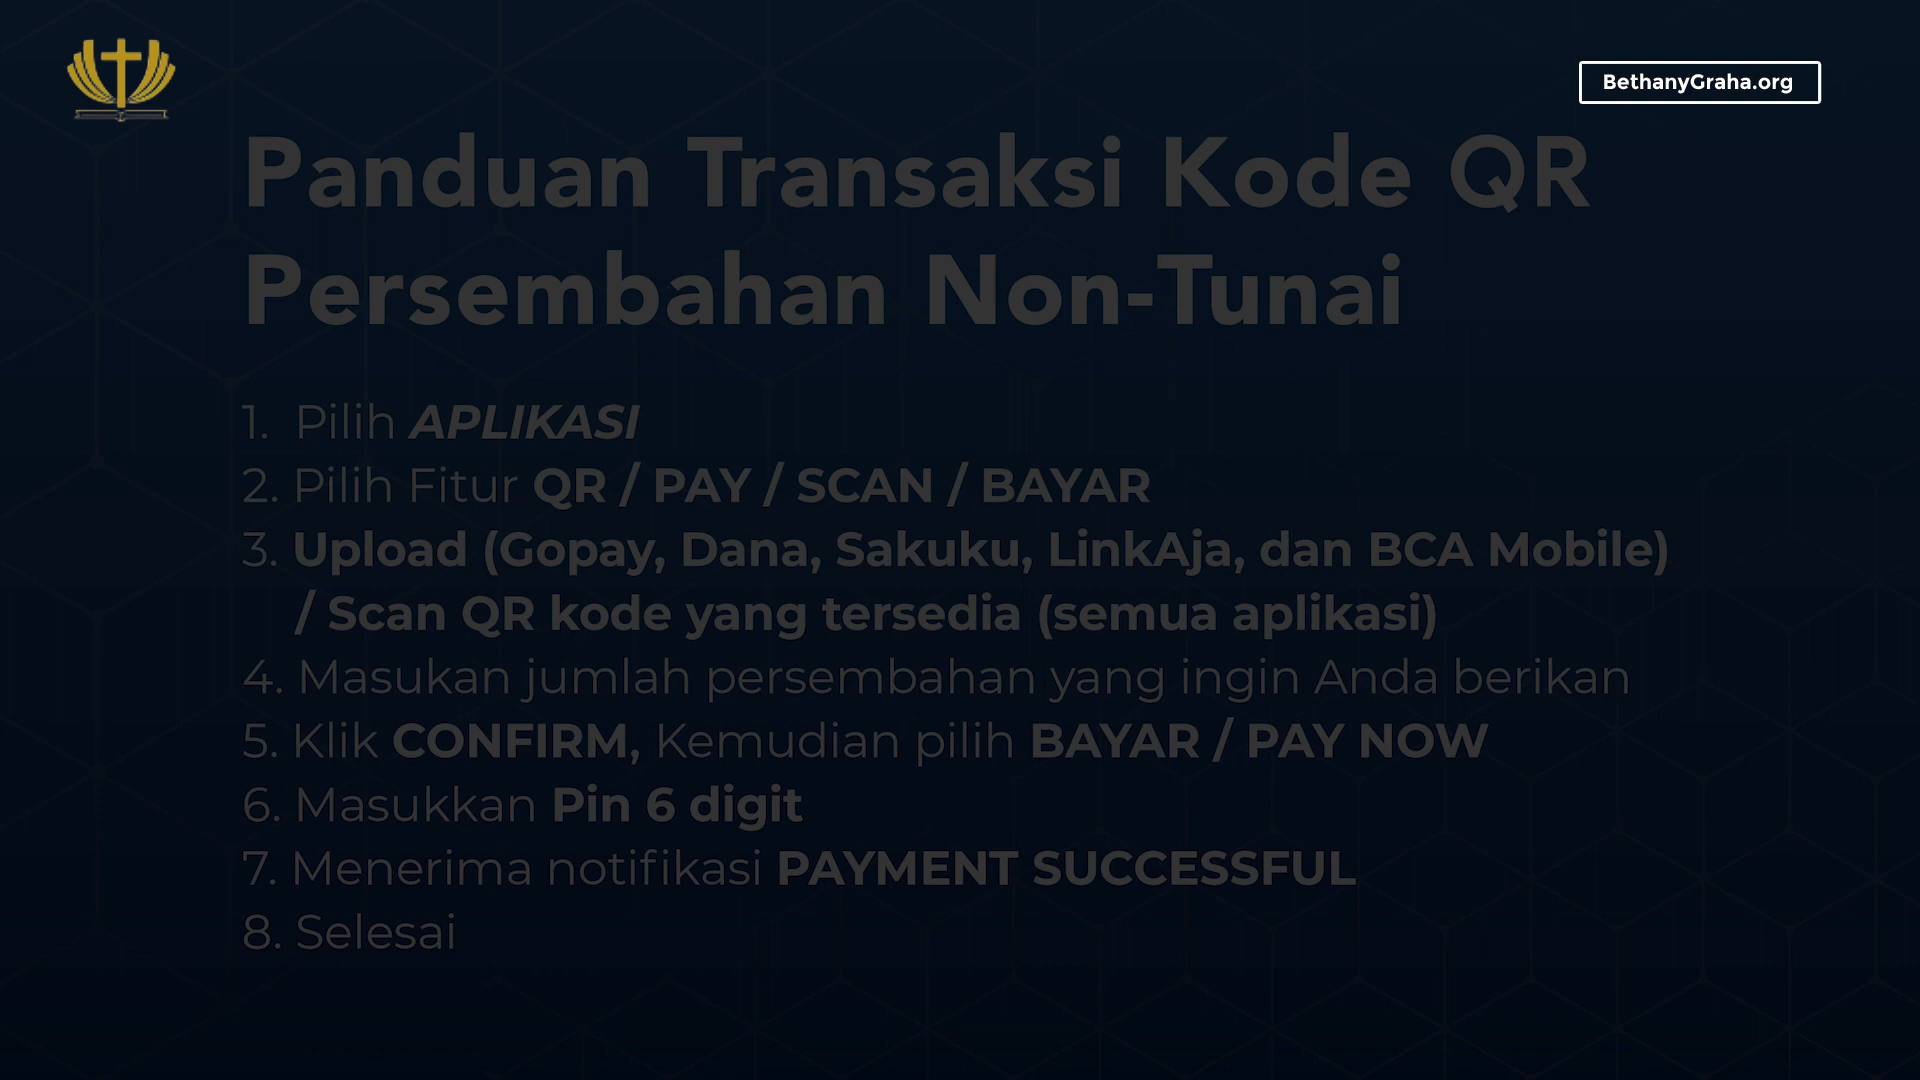 BethanyGraha.org
Panduan Transaksi Kode QR
Persembahan Non-Tunai
1. Pilih APLIKASI
2. Pilih Fitur QR / PAY / SCAN / BAYAR
3. Upload (Gopay, Dana, Sakuku, LinkAja, dan BCA Mobile)
/ Scan QR kode yang tersedia (semua aplikasi)
4. Masukan jumlah persembahan yang ingin Anda berikan
5. Klik CONFIRM, Kemudian pilih BAYAR / PAY NOW
6. Masukkan Pin 6 digit
7. Menerima notifikasi PAYMENT SUCCESSFUL
8. Selesai